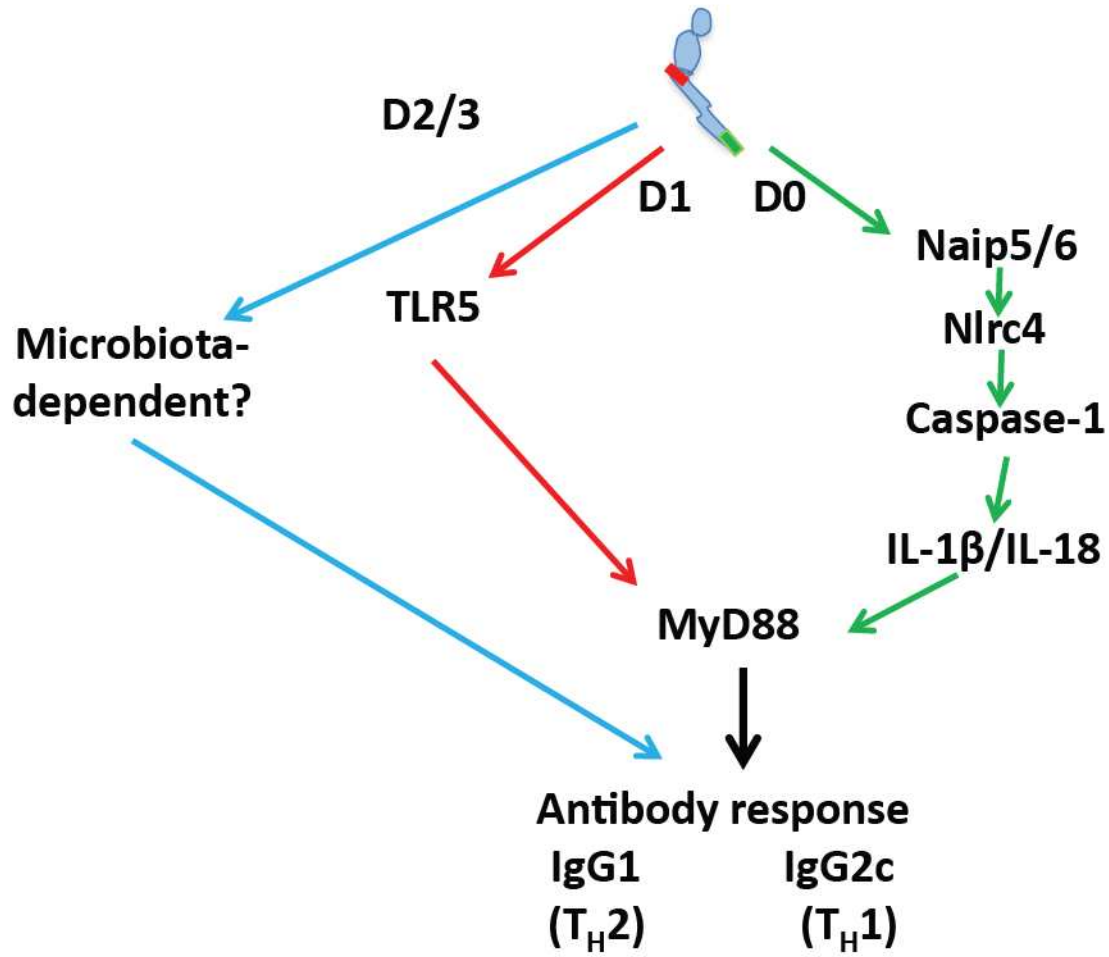 D2/3
D1
D0
Naip5/6
TLR5
Nlrc4
Microbiota-
dependent?
Caspase-1
IL-1β/IL-18
MyD88
Antibody response
IgG1 IgG2c
(TH2) (TH1)